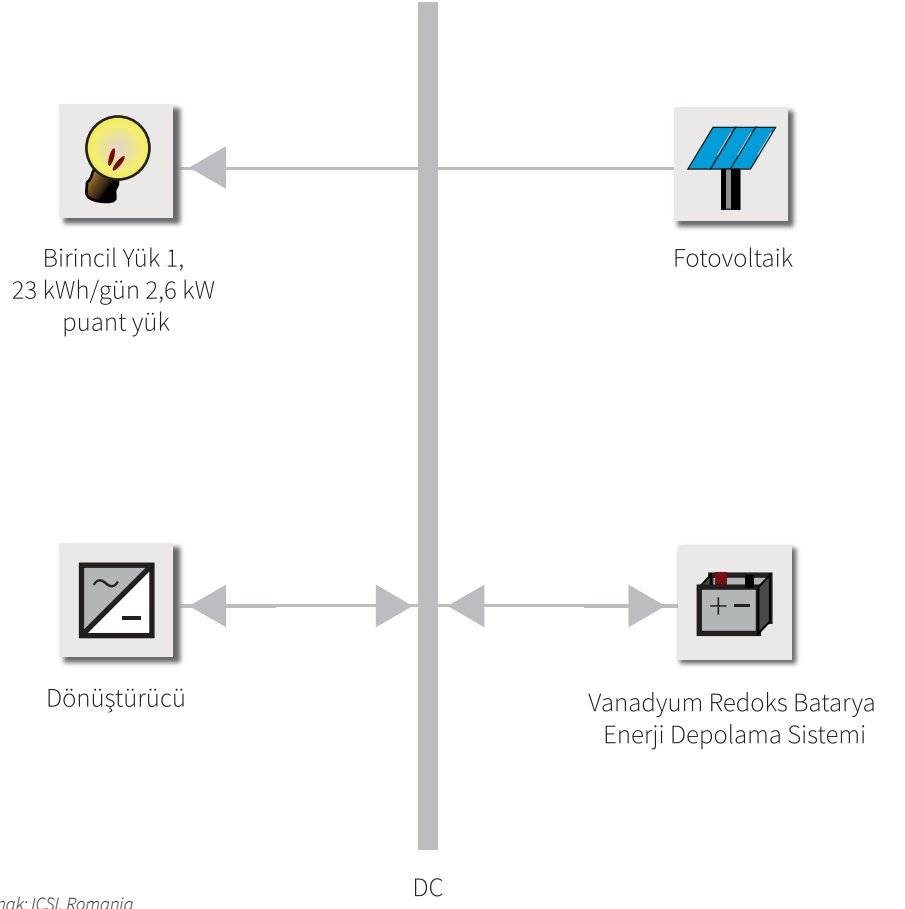 Birincil Yük 1,
23 kWh/gün 2,6 kW
puant yük
Fotovoltaik
Dönüştürücü
Vanadyum Redoks Batarya
Enerji Depolama Sistemi
DC
ICSI, Romania